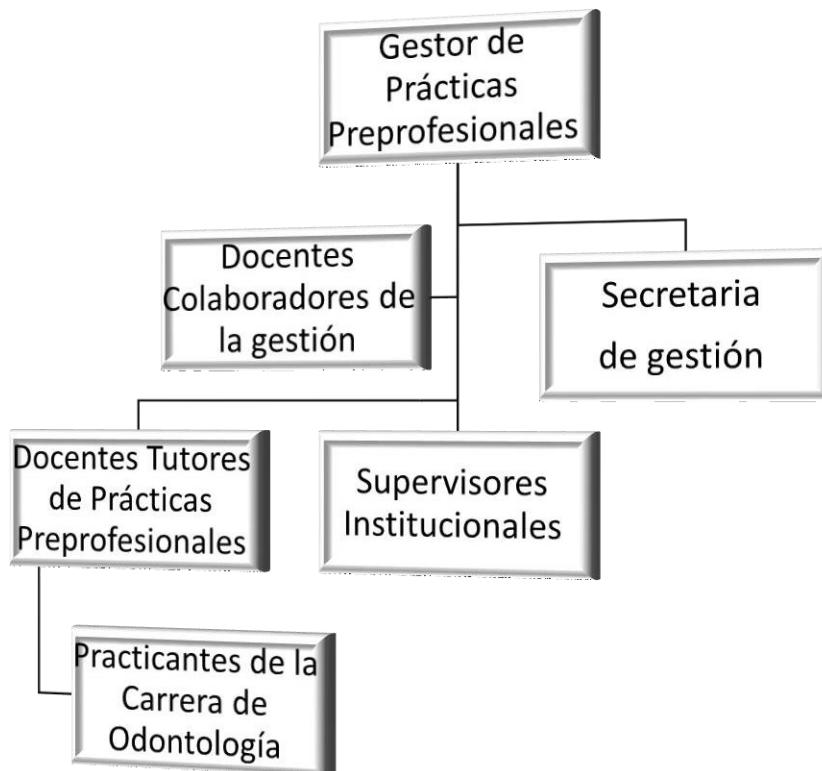 Gestor de
Prácticas
Preprofesionales
Docentes
Colaboradores de
la gestión
Secretaria
de gestión
Docentes Tutores
de Prácticas
Preprofesionales
Supervisores
Institucionales
Practicantes de la
Carrera de
Odontología